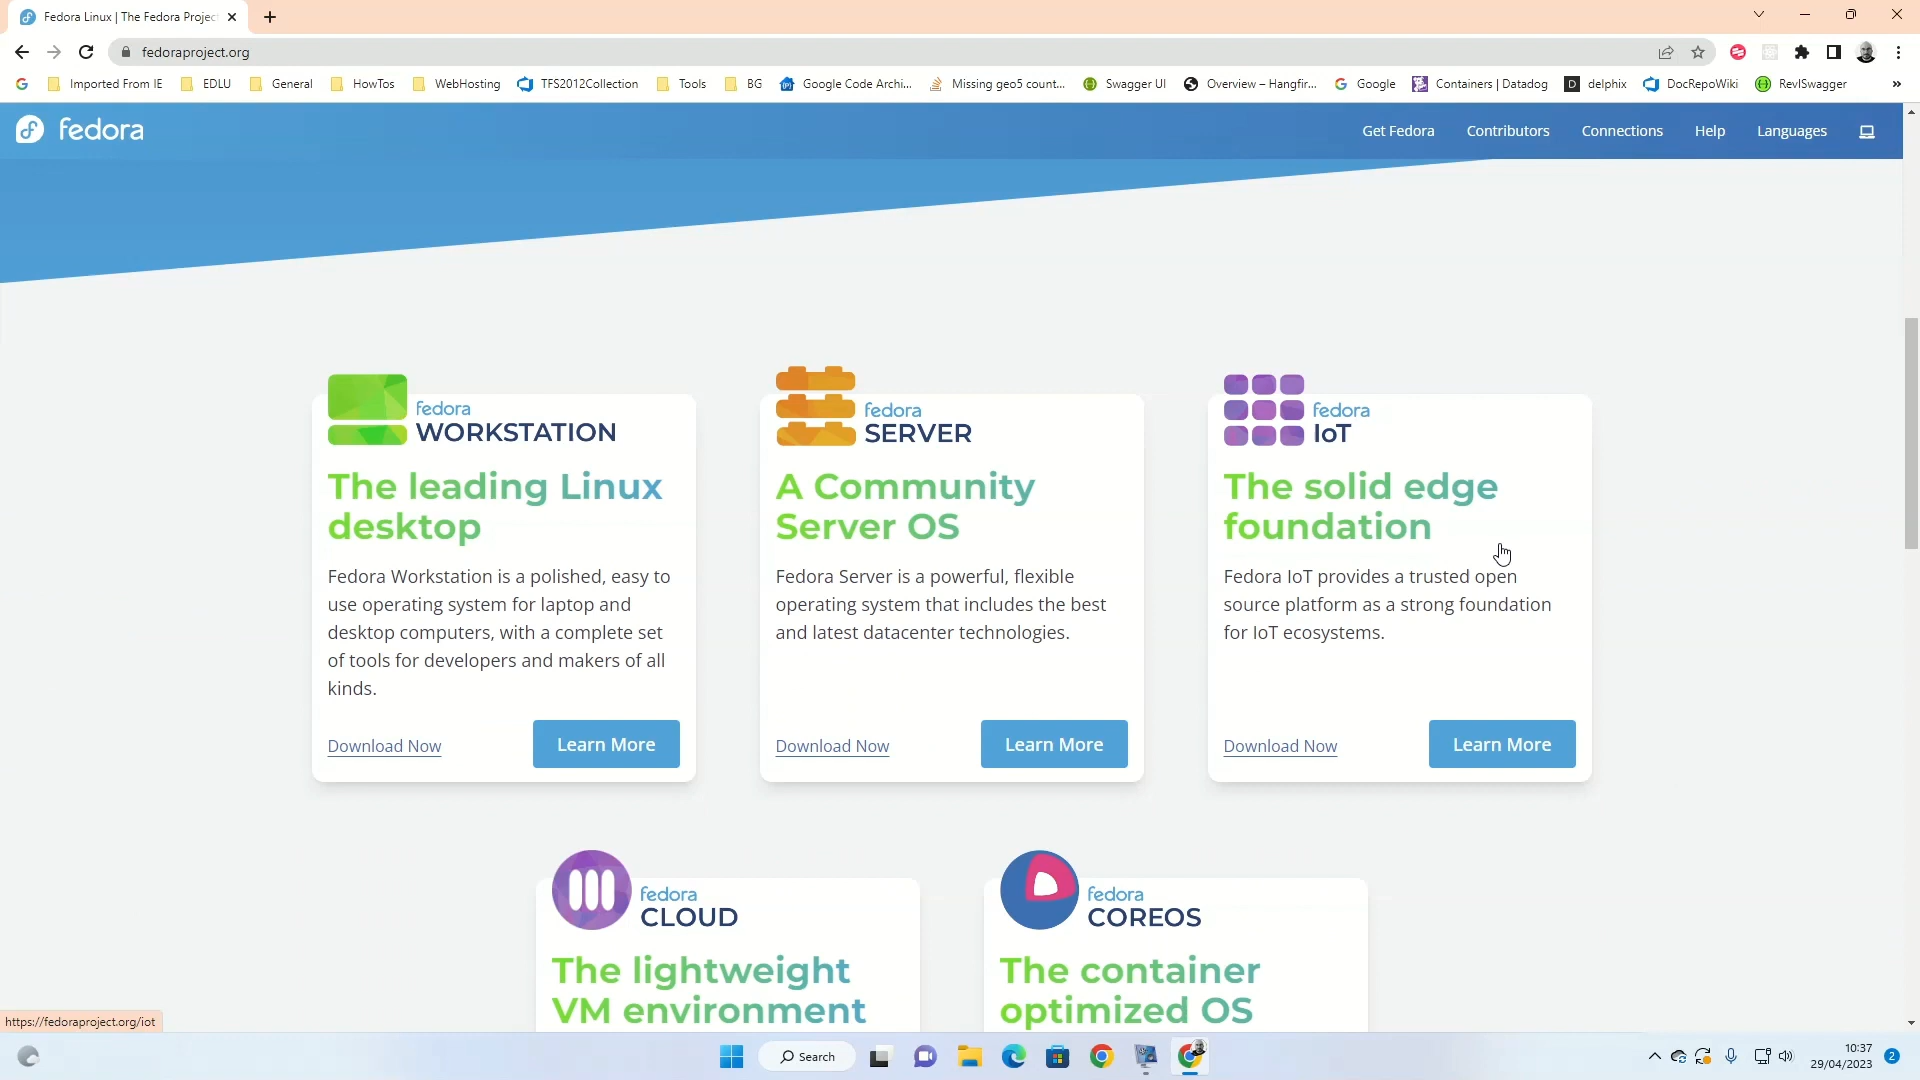 Fedora Linux | The Fedora Projec
fedoraproject.org
Imported From IE EDLU General HowTos WebHosting TFS2012Collection Tools BG Google Code Archi... Missing geo5 count... Swagger UI Overview – Hangfir... Google Containers | Datadog delphix DocRepoWiki RevlSwagger »
fedora Get Fedora Contributors Connections Help Languages
fedora
WORKSTATION
The leading Linux
desktop
Fedora Workstation is a polished, easy to
use operating system for laptop and
desktop computers, with a complete set
of tools for developers and makers of all
kinds.
Download Now Learn More
fedora
SERVER
A Community
Server OS
Fedora Server is a powerful, flexible
operating system that includes the best
and latest datacenter technologies.
Download Now Learn More
fedora
IoT
The solid edge
foundation
Fedora IoT provides a trusted open
source platform as a strong foundation
for IoT ecosystems.
Download Now Learn More
fedora
CLOUD
The lightweight
VM environment
fedora
COREOS
The container
optimized OS
https://fedoraproject.org/iot
Search
10:37
29/04/2023
2